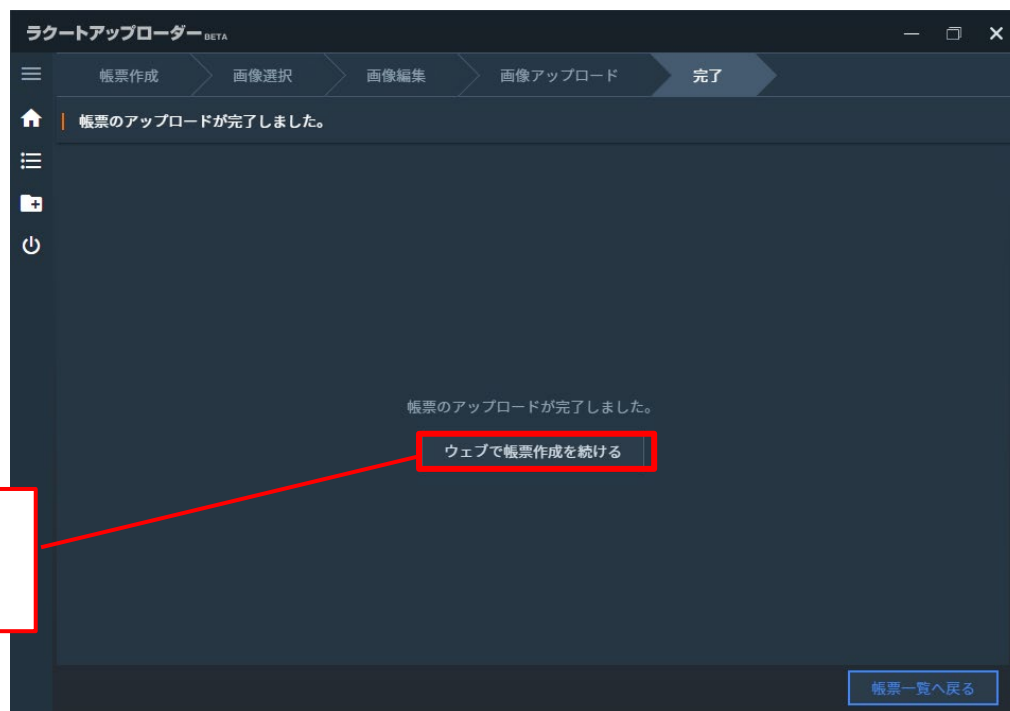 ラクートアップローダー BETA
帳票作成 画像選択 画像編集 画像アップロード 完了
帳票のアップロードが完了しました。
帳票のアップロードが完了しました。
ウェブで帳票作成を続ける
帳票一覧へ戻る